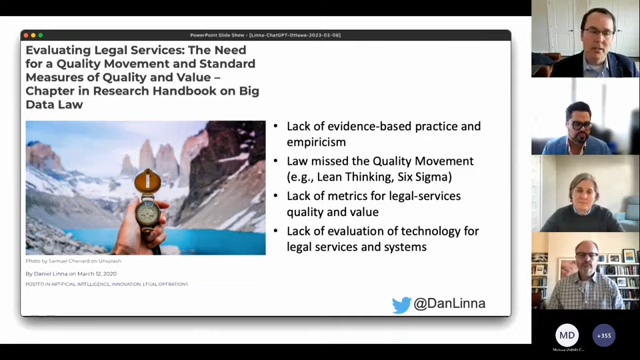 PowerPoint Slide Show - [Linna-ChatGPT-Ottawa-2023-03-08]
Evaluating Legal Services: The Need
for a Quality Movement and Standard
Measures of Quality and Value –
Chapter in Research Handbook on Big
Data Law
• Lack of evidence-based practice and
empiricism
• Law missed the Quality Movement
(e.g., Lean Thinking, Six Sigma)
• Lack of metrics for legal-services
quality and value
• Lack of evaluation of technology for
legal services and systems
Photo by Samuel Chenard on Unsplash
By Daniel Linna on March 12, 2020
POSTED IN ARTIFICIAL INTELLIGENCE, INNOVATION, LEGAL OPERATIONS
@DanLinna
MD
+355